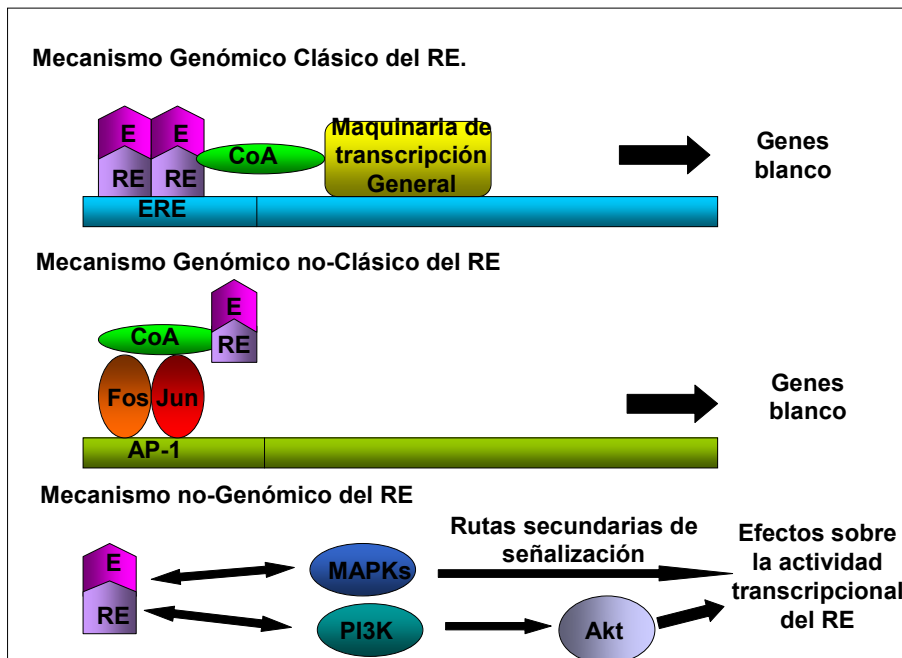 Mecanismo Genómico Clásico del RE.
E E
RE RE
CoA
Maquinaria de
transcripción
General
Genes
blanco
ERE
Mecanismo Genómico no-Clásico del RE
E
RE
CoA
Fos Jun
Genes
blanco
AP-1
Mecanismo no-Genómico del RE
E
RE
MAPKs
PI3K
Rutas secundarias de
señalización
Akt
Efectos sobre
la actividad
transcripcional
del RE